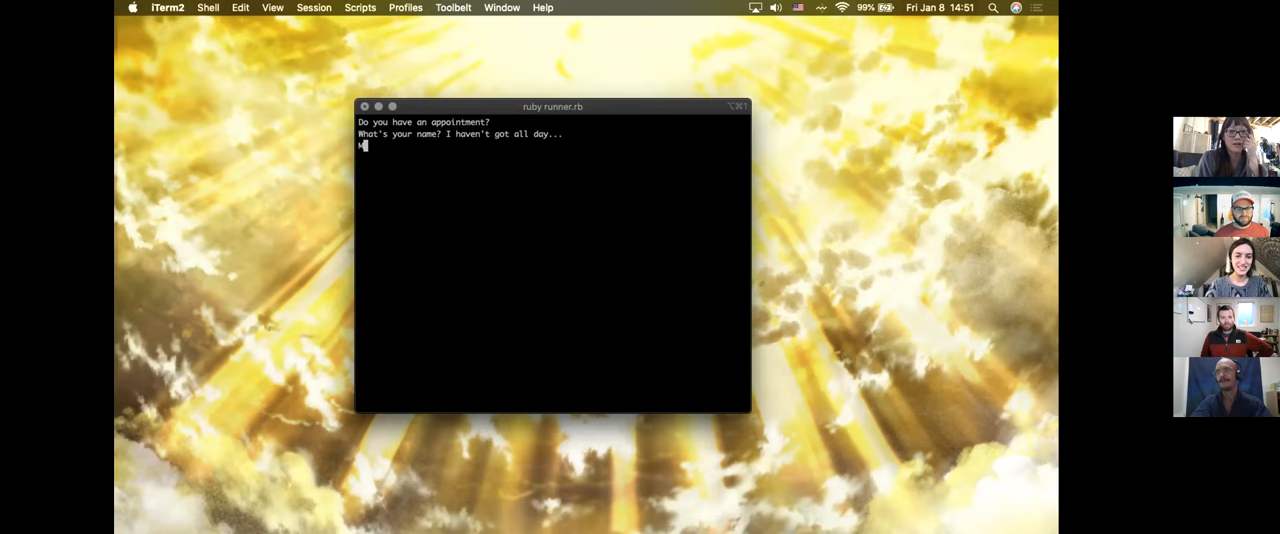 iTerm2 Shell Edit View Session Scripts Profiles Toolbelt Window Help 99% Fri Jan 8 14:51
ruby runner.rb ⌥⌘1
Do you have an appointment?
What's your name? I haven't got all day...
M